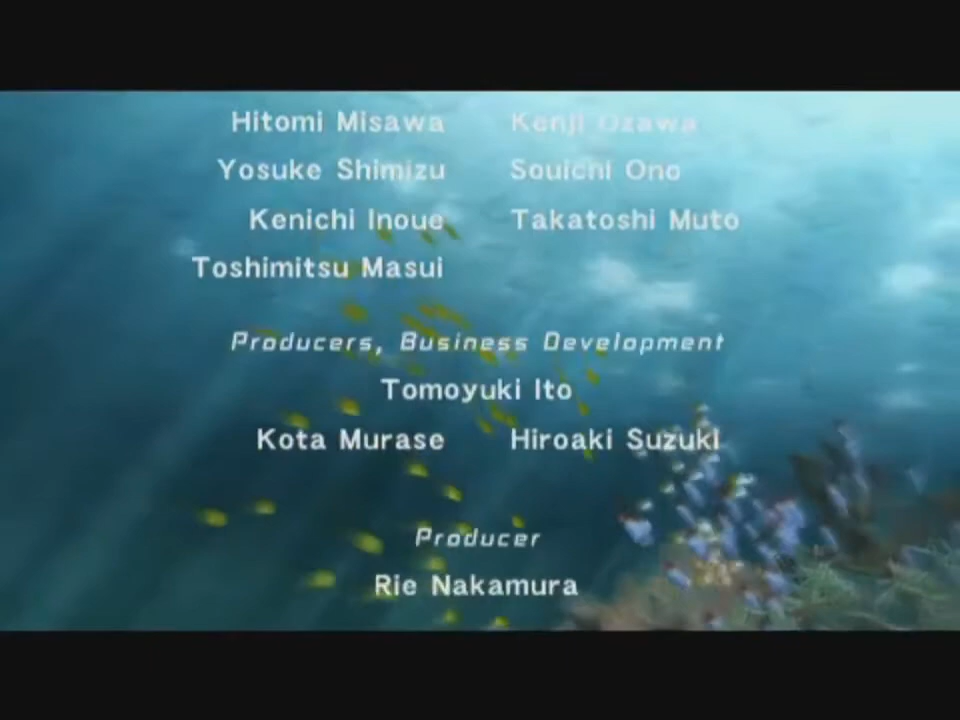 Hitomi Misawa Kenji Ozawa
Yosuke Shimizu Souichi Ono
Kenichi Inoue Takatoshi Muto
Toshimitsu Masui
Producers, Business Development
Tomoyuki Ito
Kota Murase Hiroaki Suzuki
Producer
Rie Nakamura